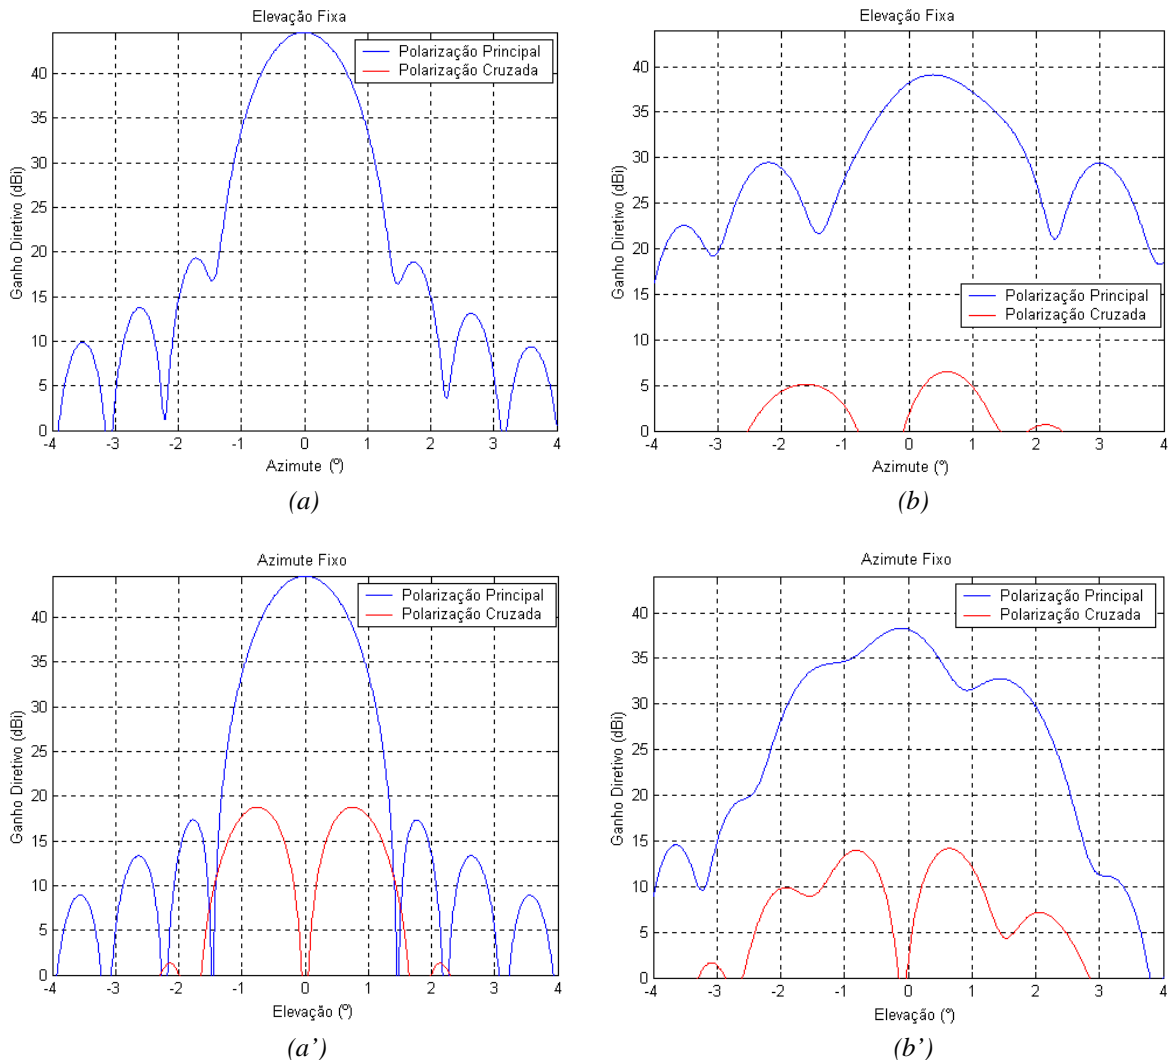 Elevação Fixa
Ganho Diretivo (dBi)
40
35
30
25
20
15
10
5
0
Polarização Principal
Polarização Cruzada
-4 -3 -2 -1 0 1 2 3 4
Azimute (º)
(a)
Elevação Fixa
Ganho Diretivo (dBi)
40
35
30
25
20
15
10
5
0
Polarização Principal
Polarização Cruzada
-4 -3 -2 -1 0 1 2 3 4
Azimute (º)
(b)
Azimute Fixo
Ganho Diretivo (dBi)
40
35
30
25
20
15
10
5
0
Polarização Principal
Polarização Cruzada
-4 -3 -2 -1 0 1 2 3 4
Elevação (º)
(a')
Azimute Fixo
Ganho Diretivo (dBi)
40
35
30
25
20
15
10
5
0
Polarização Principal
Polarização Cruzada
-4 -3 -2 -1 0 1 2 3 4
Elevação (º)
(b')